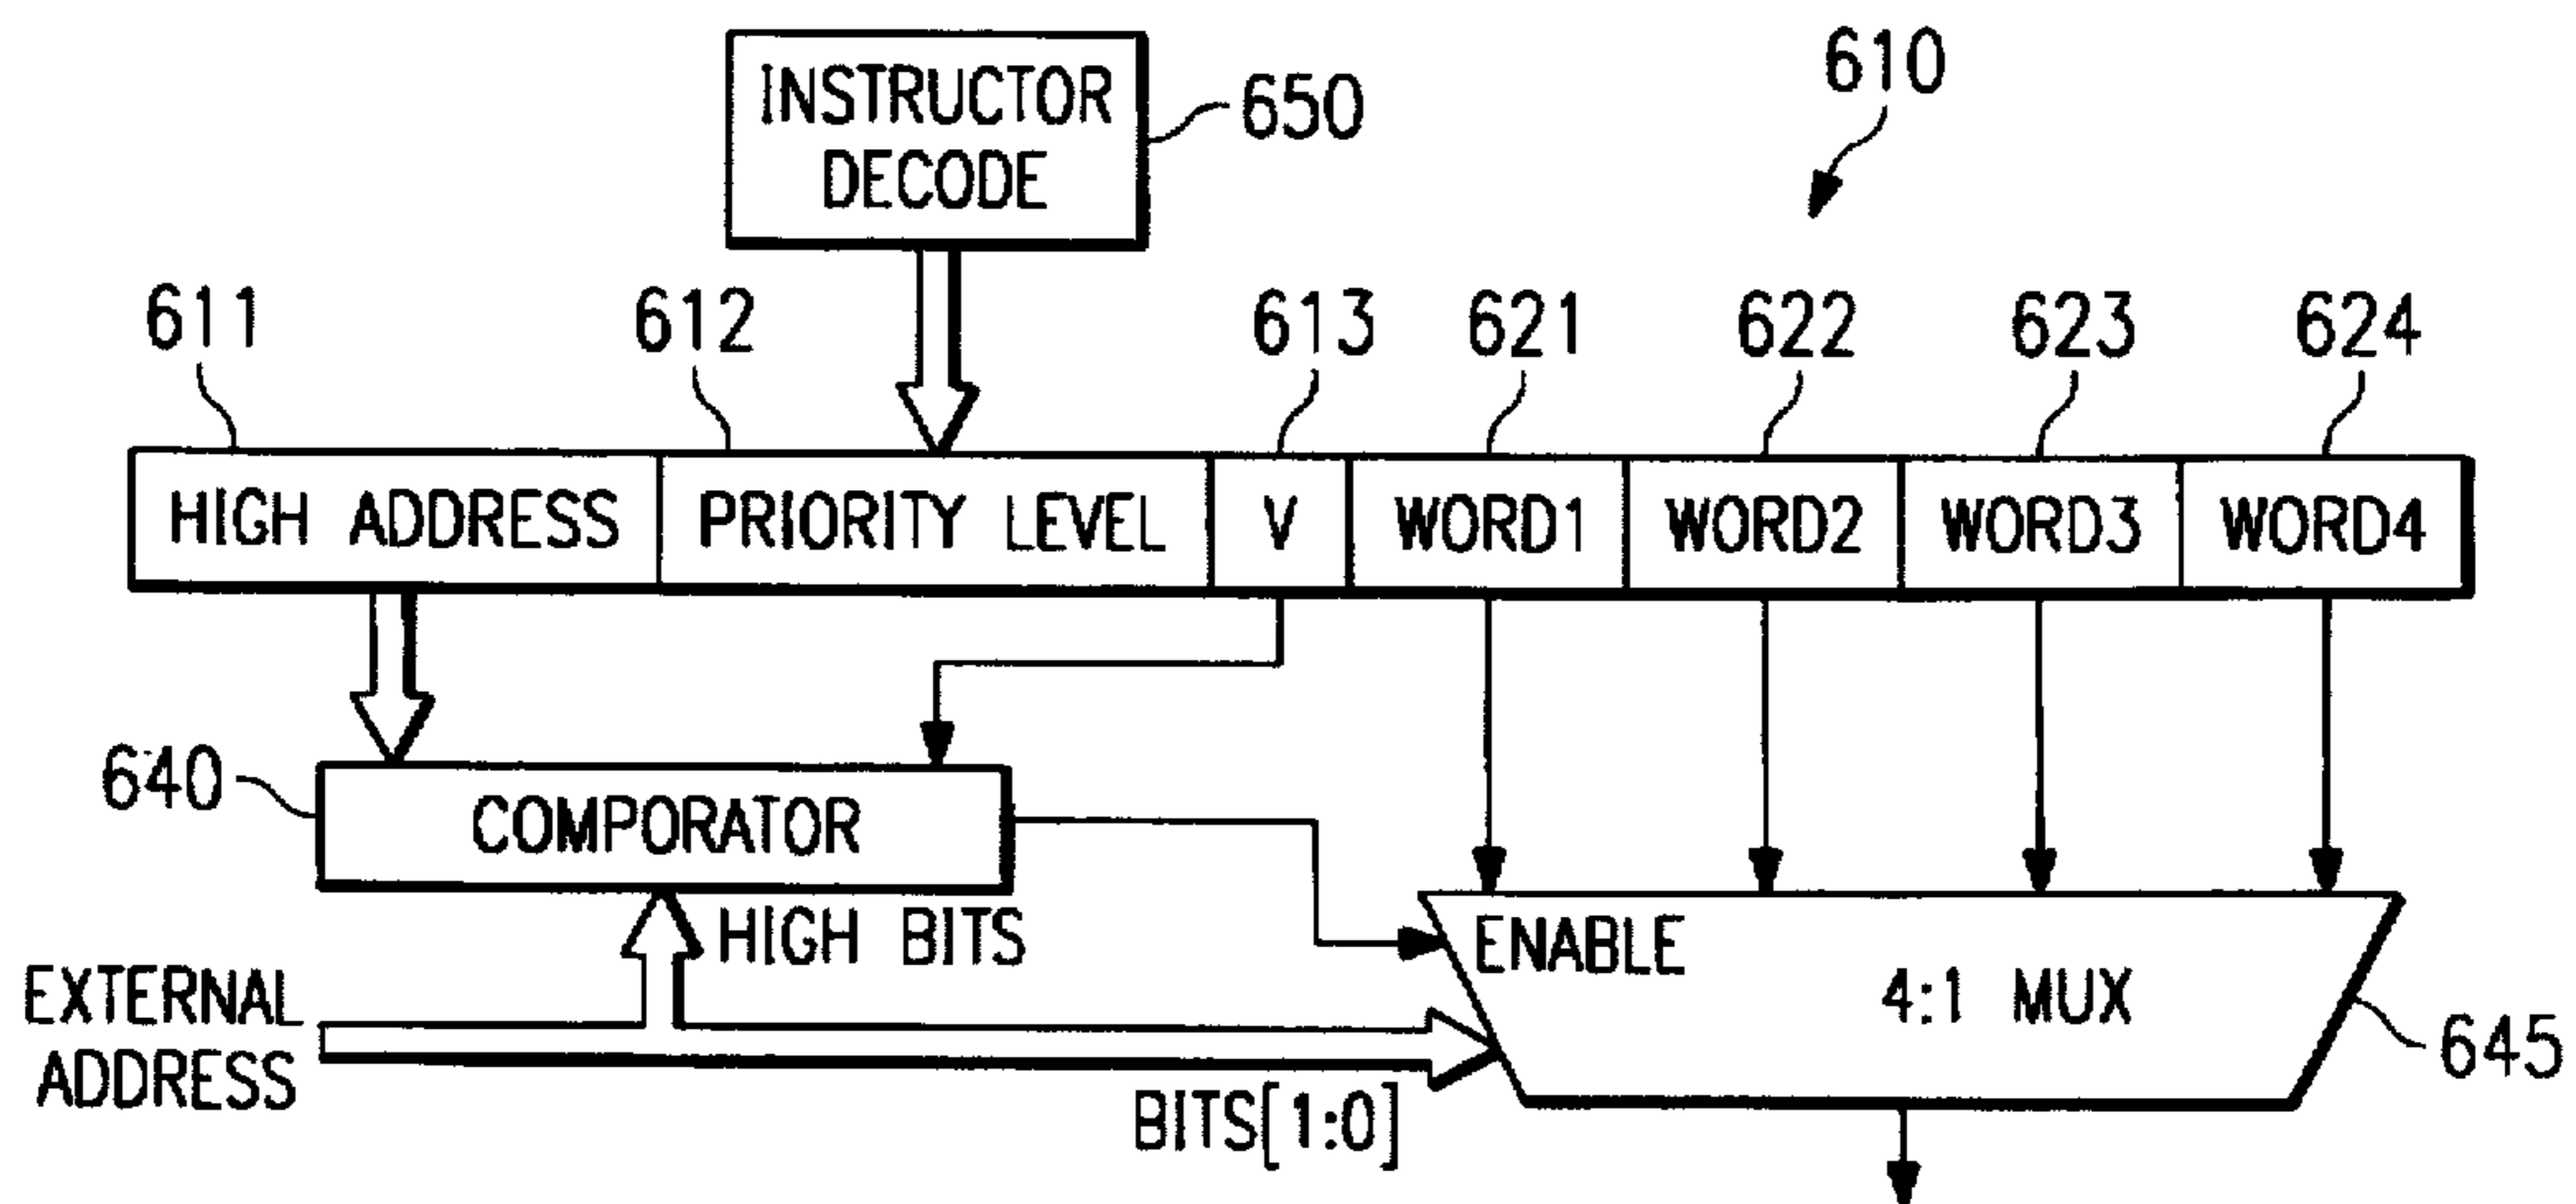 INSTRUCTOR
DECODE
650
610
611
612
613
621
622
623
624
HIGH ADDRESS
PRIORITY LEVEL
V
WORD1
WORD2
WORD3
WORD4
640
COMPORATOR
HIGH BITS
ENABLE
4:1 MUX
EXTERNAL
ADDRESS
645
BITS[1:0]